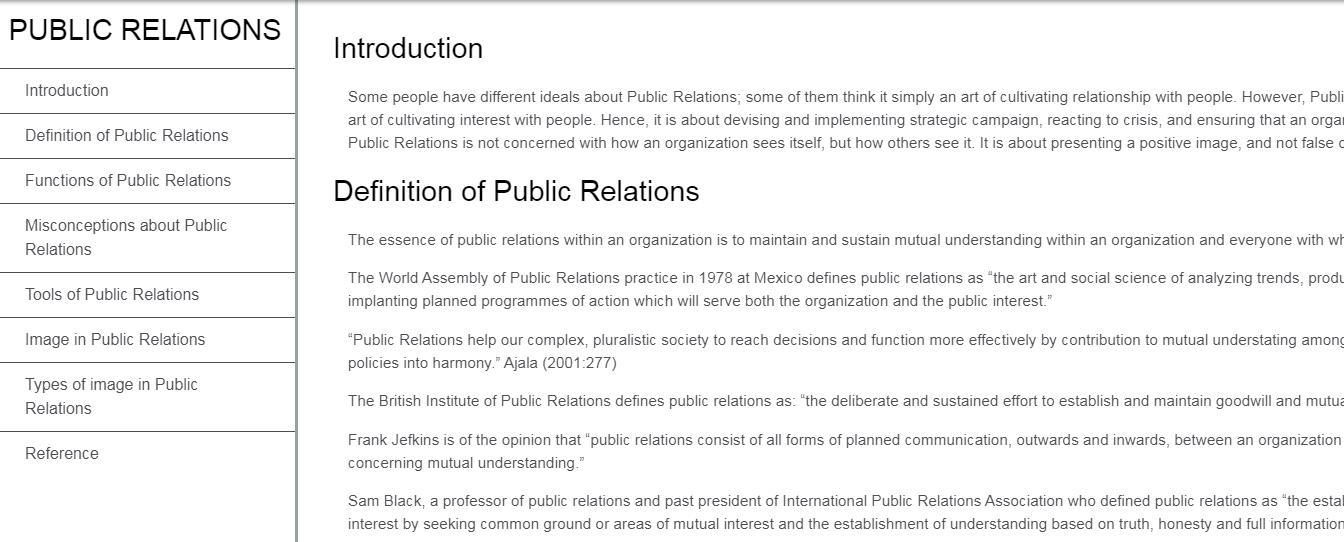 PUBLIC RELATIONS
Introduction
Definition of Public Relations
Functions of Public Relations
Misconceptions about Public
Relations
Tools of Public Relations
Image in Public Relations
Types of image in Public
Relations
Reference
Introduction
Some people have different ideals about Public Relations; some of them think it simply an art of cultivating relationship with people. However, Publi
art of cultivating interest with people. Hence, it is about devising and implementing strategic campaign, reacting to crisis, and ensuring that an orga
Public Relations is not concerned with how an organization sees itself, but how others see it. It is about presenting a positive image, and not false
Definition of Public Relations
The essence of public relations within an organization is to maintain and sustain mutual understanding within an organization and everyone with wh
The World Assembly of Public Relations practice in 1978 at Mexico defines public relations as “the art and social science of analyzing trends, produ
implanting planned programmes of action which will serve both the organization and the public interest.”
“Public Relations help our complex, pluralistic society to reach decisions and function more effectively by contribution to mutual understating among
policies into harmony.” Ajala (2001:277)
The British Institute of Public Relations defines public relations as: “the deliberate and sustained effort to establish and maintain goodwill and mutua
Frank Jefkins is of the opinion that “public relations consist of all forms of planned communication, outwards and inwards, between an organization
concerning mutual understanding.”
Sam Black, a professor of public relations and past president of International Public Relations Association who defined public relations as “the estal
interest by seeking common ground or areas of mutual interest and the establishment of understanding based on truth, honesty and full information